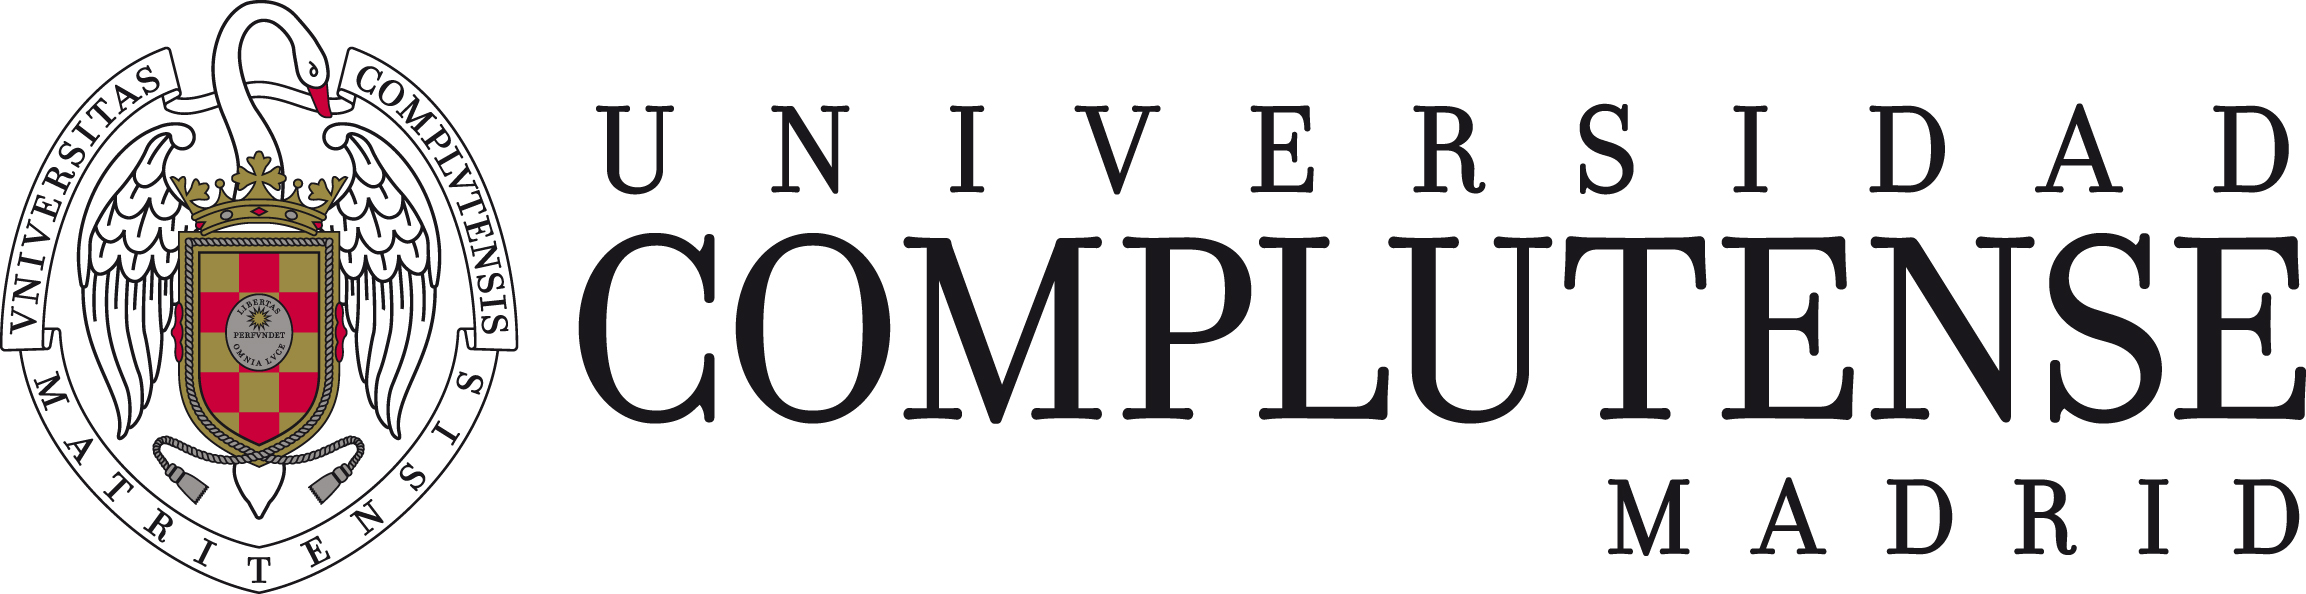 VNIVERSITAS COMPLVTENSIS
MATRITENSIS
LIBERTAS
PERFVNDET
OMNIA LVCE
UNIVERSIDAD
COMPLUTENSE
MADRID